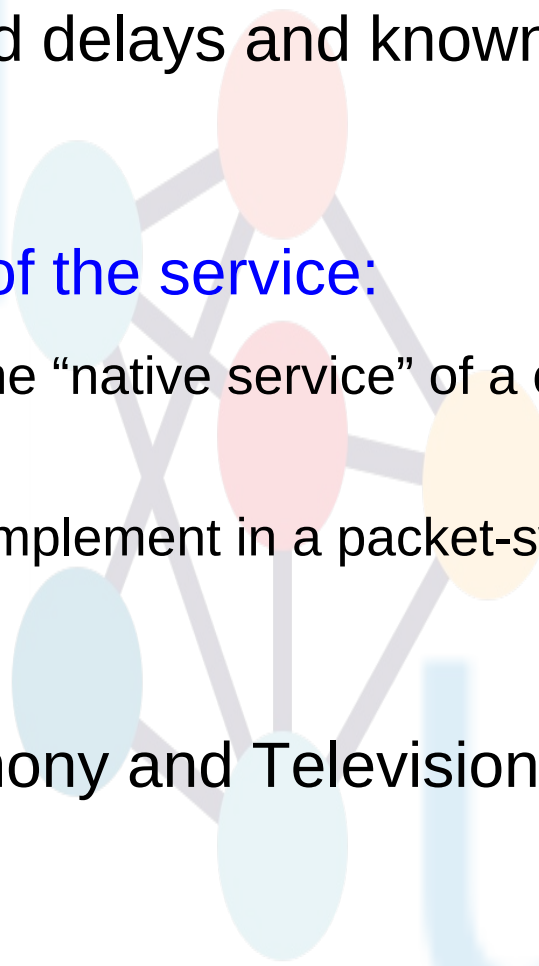 d delays and known
of the service:
he “native service” of a
mplement in a packet-s
hony and Television